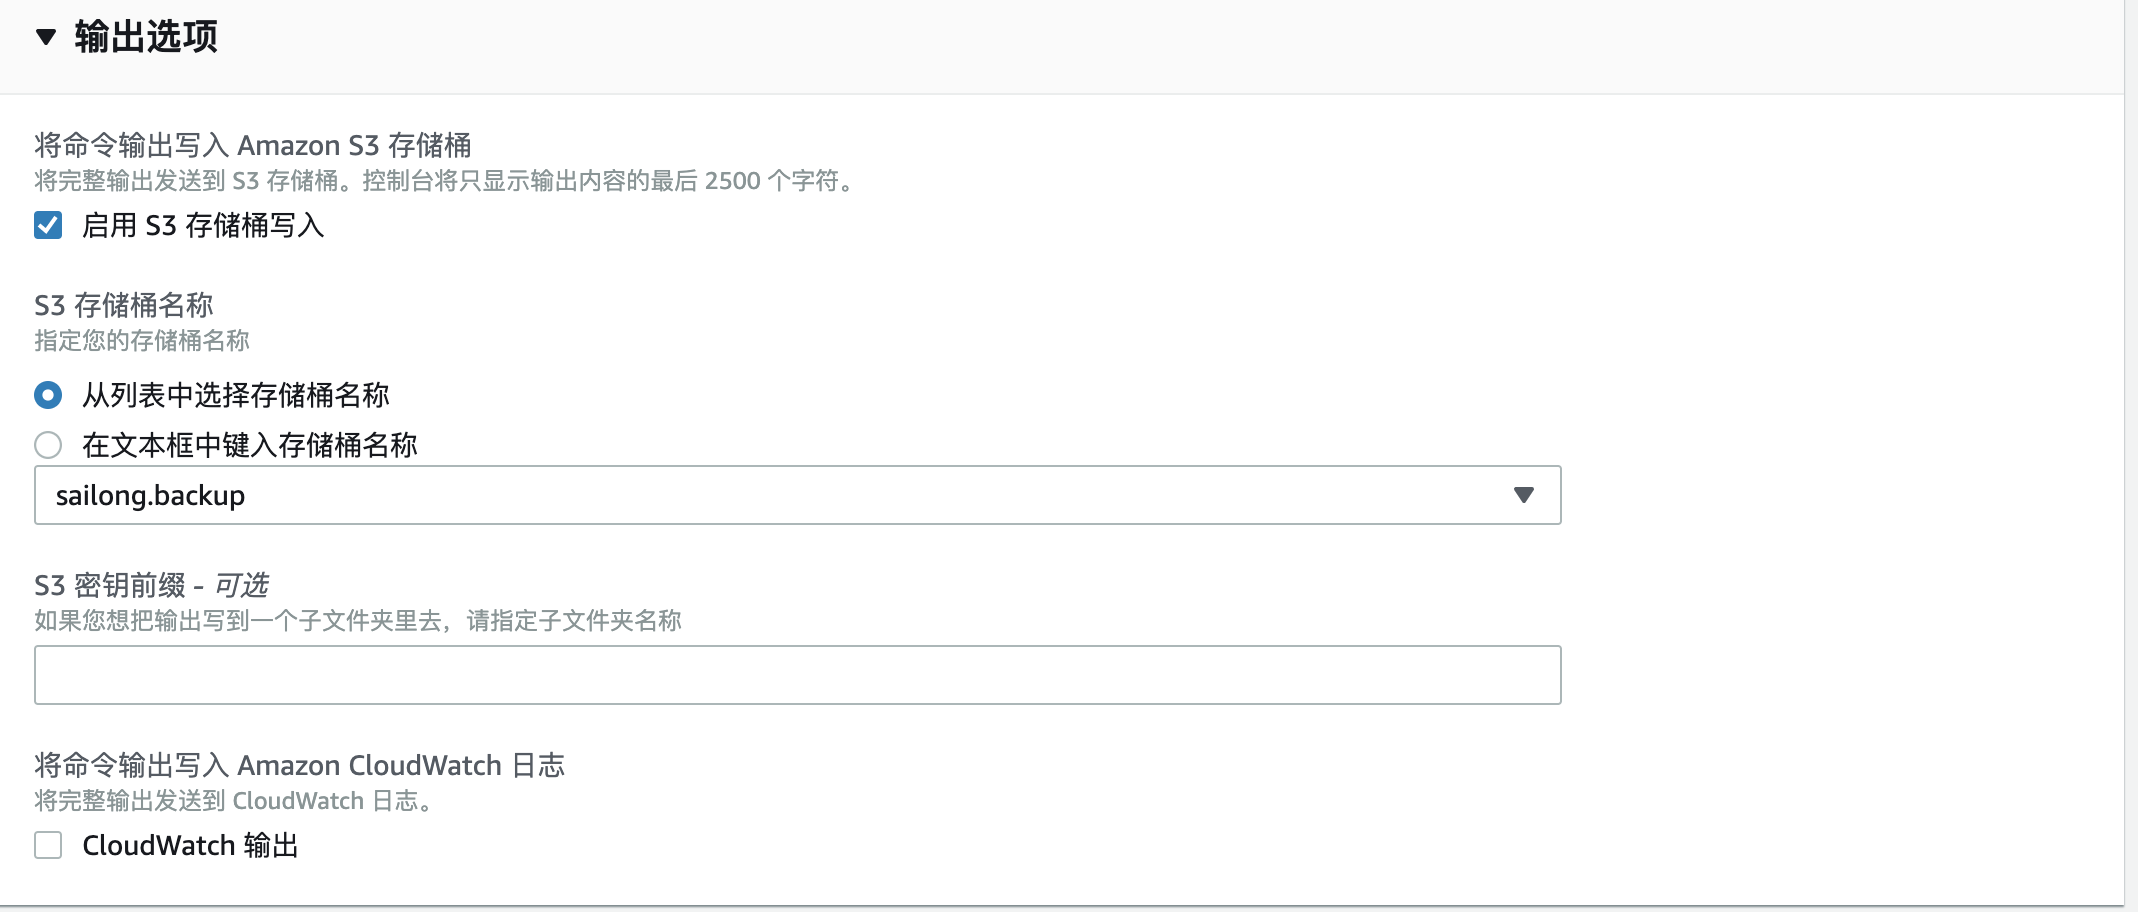 输出选项
将命令输出写入 Amazon S3 存储桶
将完整输出发送到 S3 存储桶。控制台将只显示输出内容的最后 2500 个字符。
启用 S3 存储桶写入
S3 存储桶名称
指定您的存储桶名称
从列表中选择存储桶名称
在文本框中键入存储桶名称
sailong.backup
S3 密钥前缀 - 可选
如果您想把输出写到一个子文件夹里去，请指定子文件夹名称
将命令输出写入 Amazon CloudWatch 日志
将完整输出发送到 CloudWatch 日志。
CloudWatch 输出